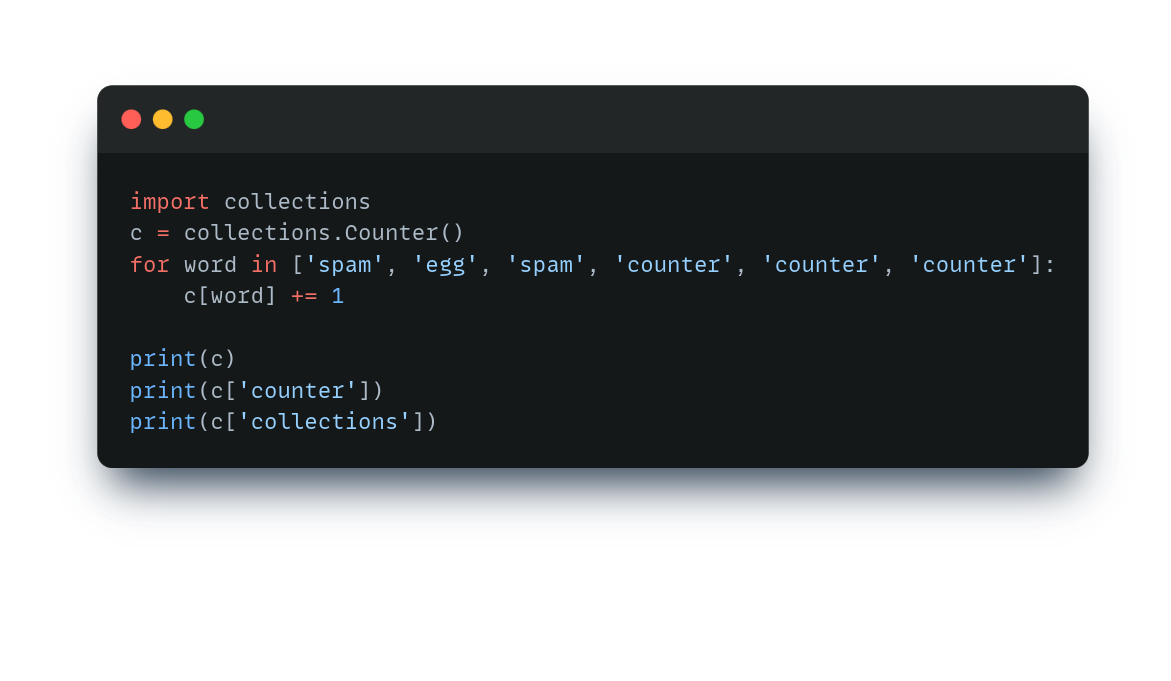 import collections
c = collections.Counter()
for word in ['spam', 'egg', 'spam', 'counter', 'counter', 'counter']:
    c[word] += 1

print(c)
print(c['counter'])
print(c['collections'])